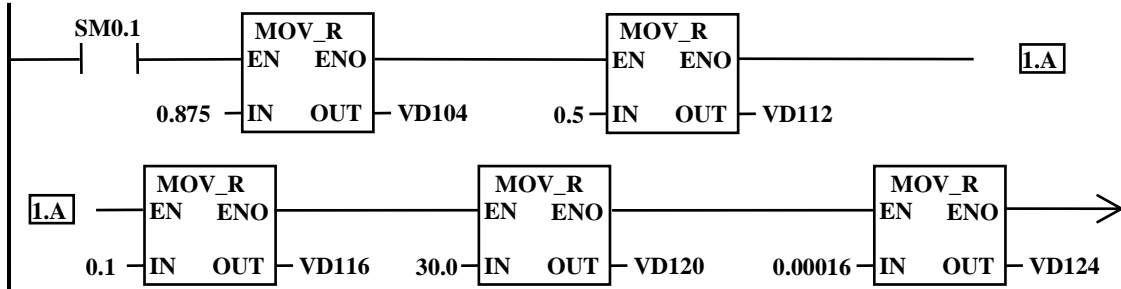 SM0.1
MOV_R MOV_R
EN ENO EN ENO 1.A
0.875 IN OUT VD104 0.5 IN OUT VD112
MOV_R MOV_R MOV_R
1.A EN ENO EN ENO EN ENO
0.1 IN OUT VD116 30.0 IN OUT VD120 0.00016 IN OUT VD124